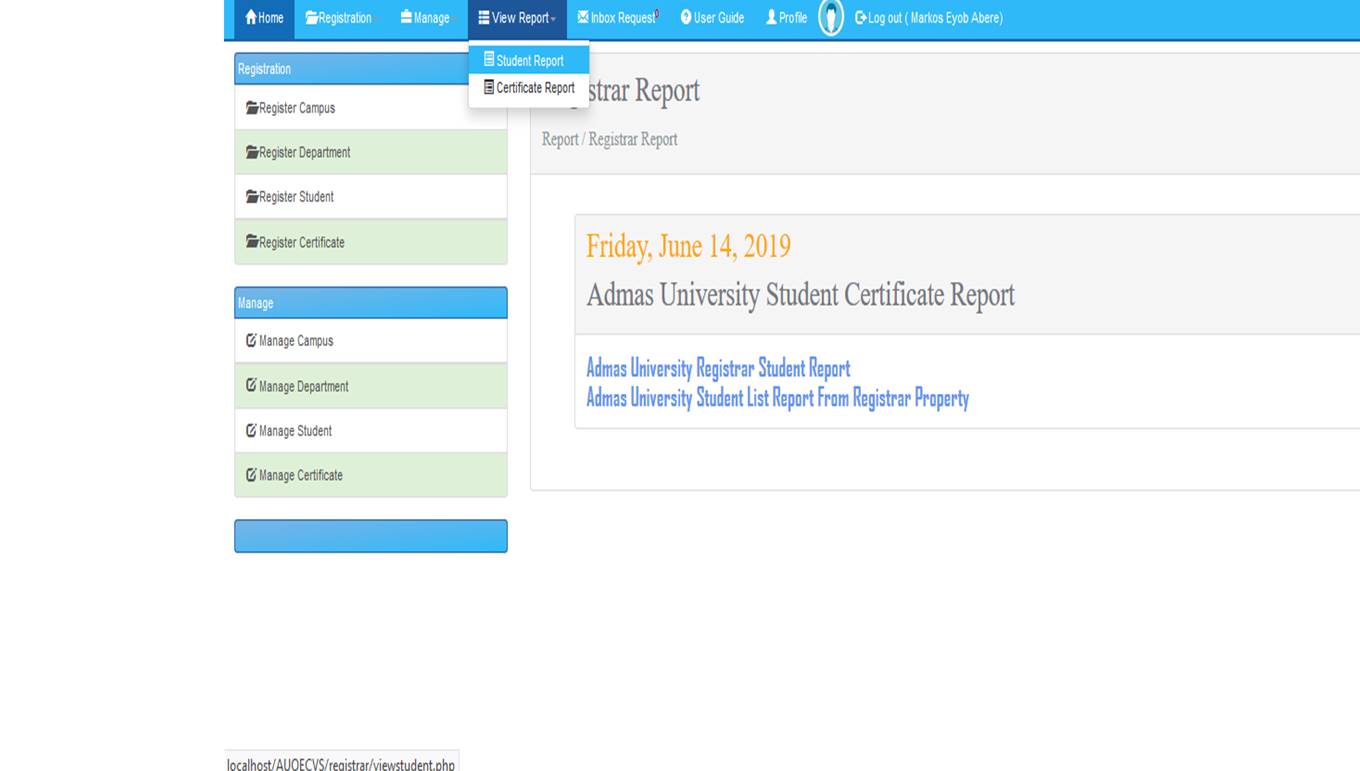 Home Registration Manage View Report Inbox Request0 User Guide Profile Log out ( Markos Eyob Abere)
Student Report
Certificate Report
Registration
Register Campus
Register Department
Register Student
Register Certificate
Manage
Manage Campus
Manage Department
Manage Student
Manage Certificate
strar Report
Report / Registrar Report
Friday, June 14, 2019
Admas University Student Certificate Report
Admas University Registrar Student Report
Admas University Student List Report From Registrar Property
localhost/AUOECVS/registrar/viewstudent.php